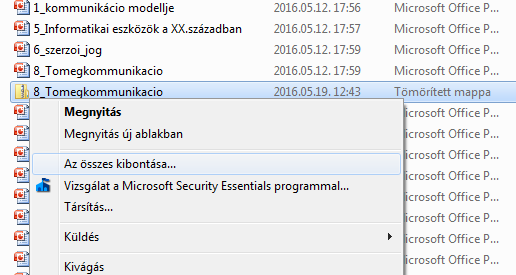 1_kommunikácio modellje 2016.05.12. 17:56 Microsoft Office P...
5_Informatikai eszközök a XX.században 2016.05.12. 17:57 Microsoft Office P...
6_szerzoi_jog 2016.05.12. 17:59 Microsoft Office P...
8_Tomegkommunikacio 2016.05.12. 17:59 Microsoft Office P...
8_Tomegkommunikacio 2016.05.19. 12:43 Tömörített mappa
Microsoft Office P...
Megnyitás
Microsoft Office P...
Megnyitás új ablakban
Microsoft Office P...
Az összes kibontása...
Microsoft Office P...
Vizsgálat a Microsoft Security Essentials programmal...
Microsoft Office P...
Társítás...
Microsoft Office P...
Küldés
Microsoft Office P...
Kivágás
Microsoft Office P...